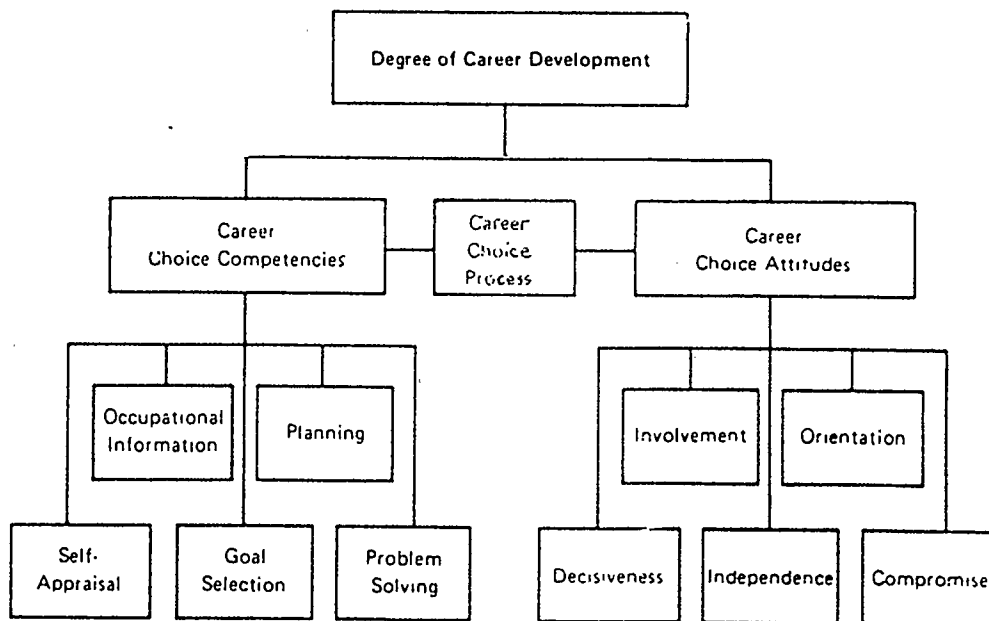 Degree of Career Development
Career
Choice Competencies
Career
Choice
Process
Career
Choice Attitudes
Occupational
Information
Planning
Involvement
Orientation
Self-
Appraisal
Goal
Selection
Problem
Solving
Decisiveness
Independence
Compromise